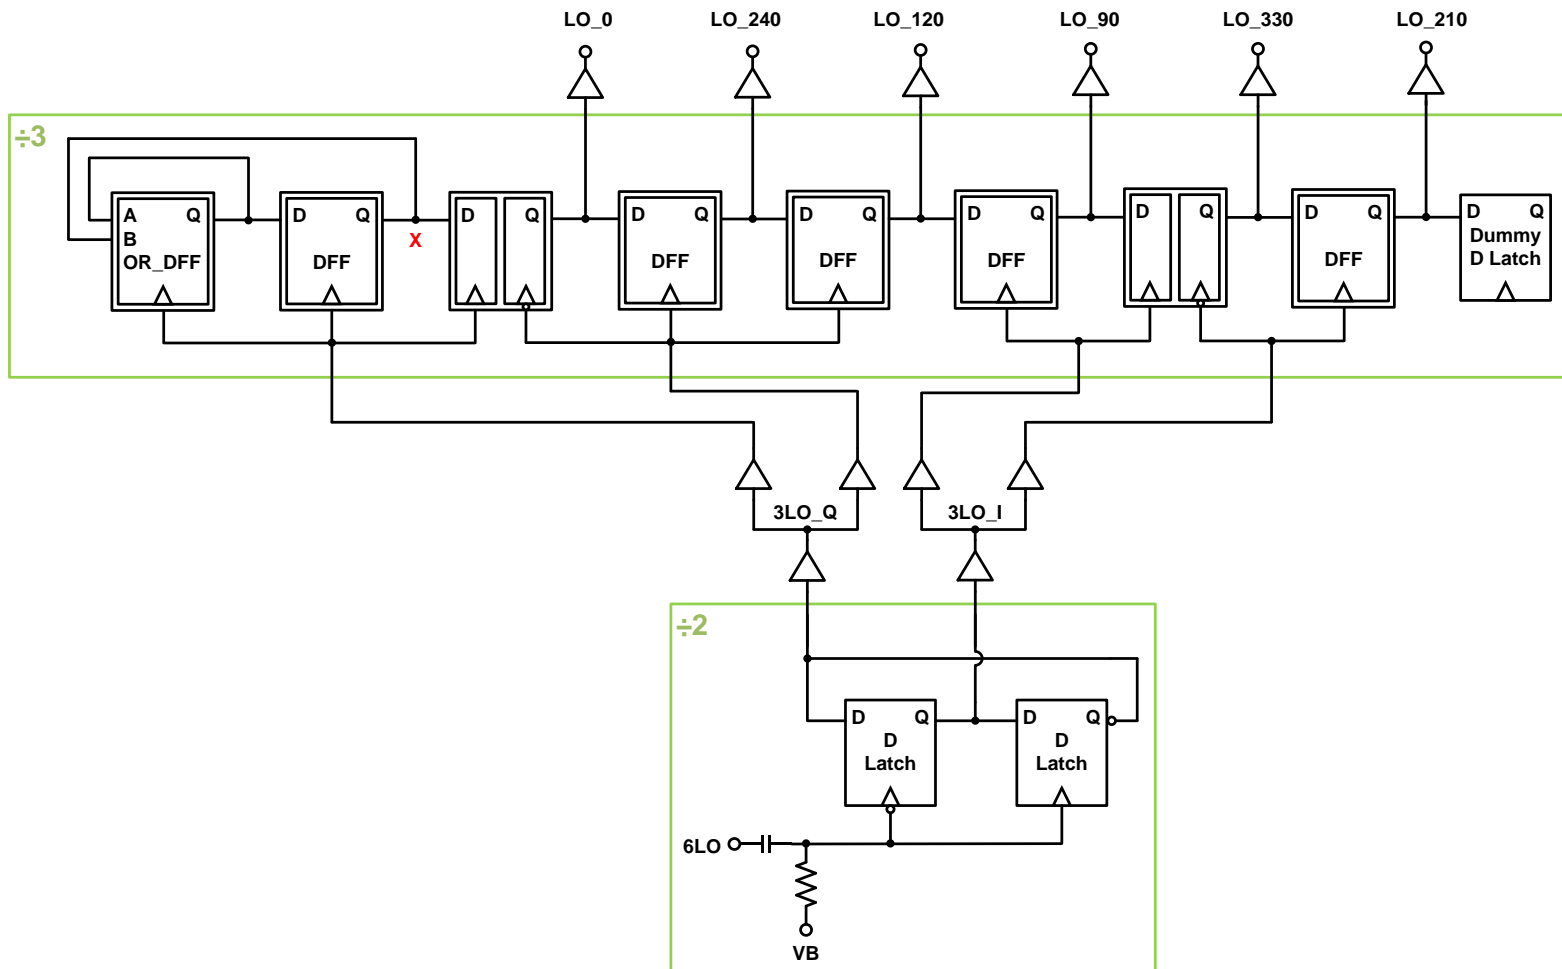 LO_0
LO_240
LO_120
LO_90
LO_330
LO_210
÷3
A
Q
B
OR_DFF
D
Q
DFF
X
D
Q
D
Q
DFF
D
Q
DFF
D
Q
DFF
D
Q
D
Q
DFF
D
Q
Dummy
D Latch
3LO_Q
3LO_I
÷2
D
Q
D
Latch
D
Q
D
Latch
6LO
VB